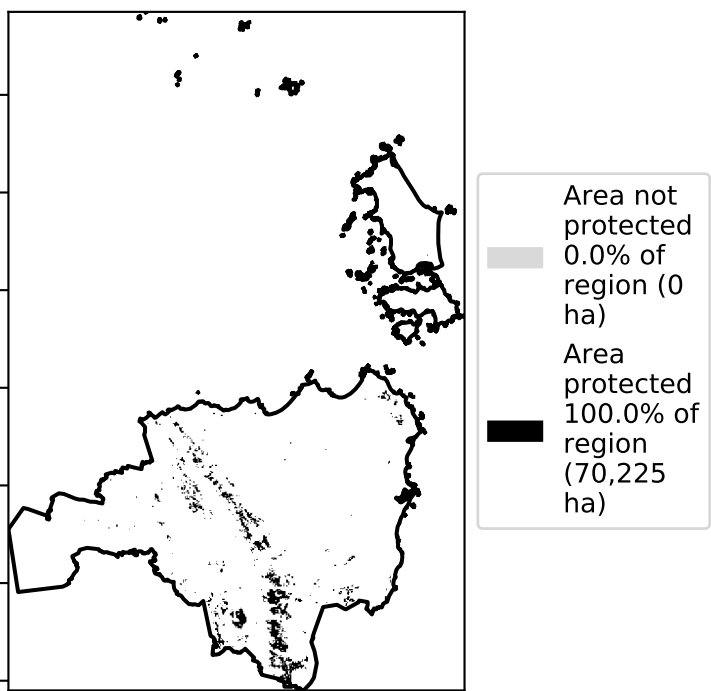 Area not
protected
0.0% of
region (0
ha)
Area
protected
100.0% of
region
(70,225
ha)